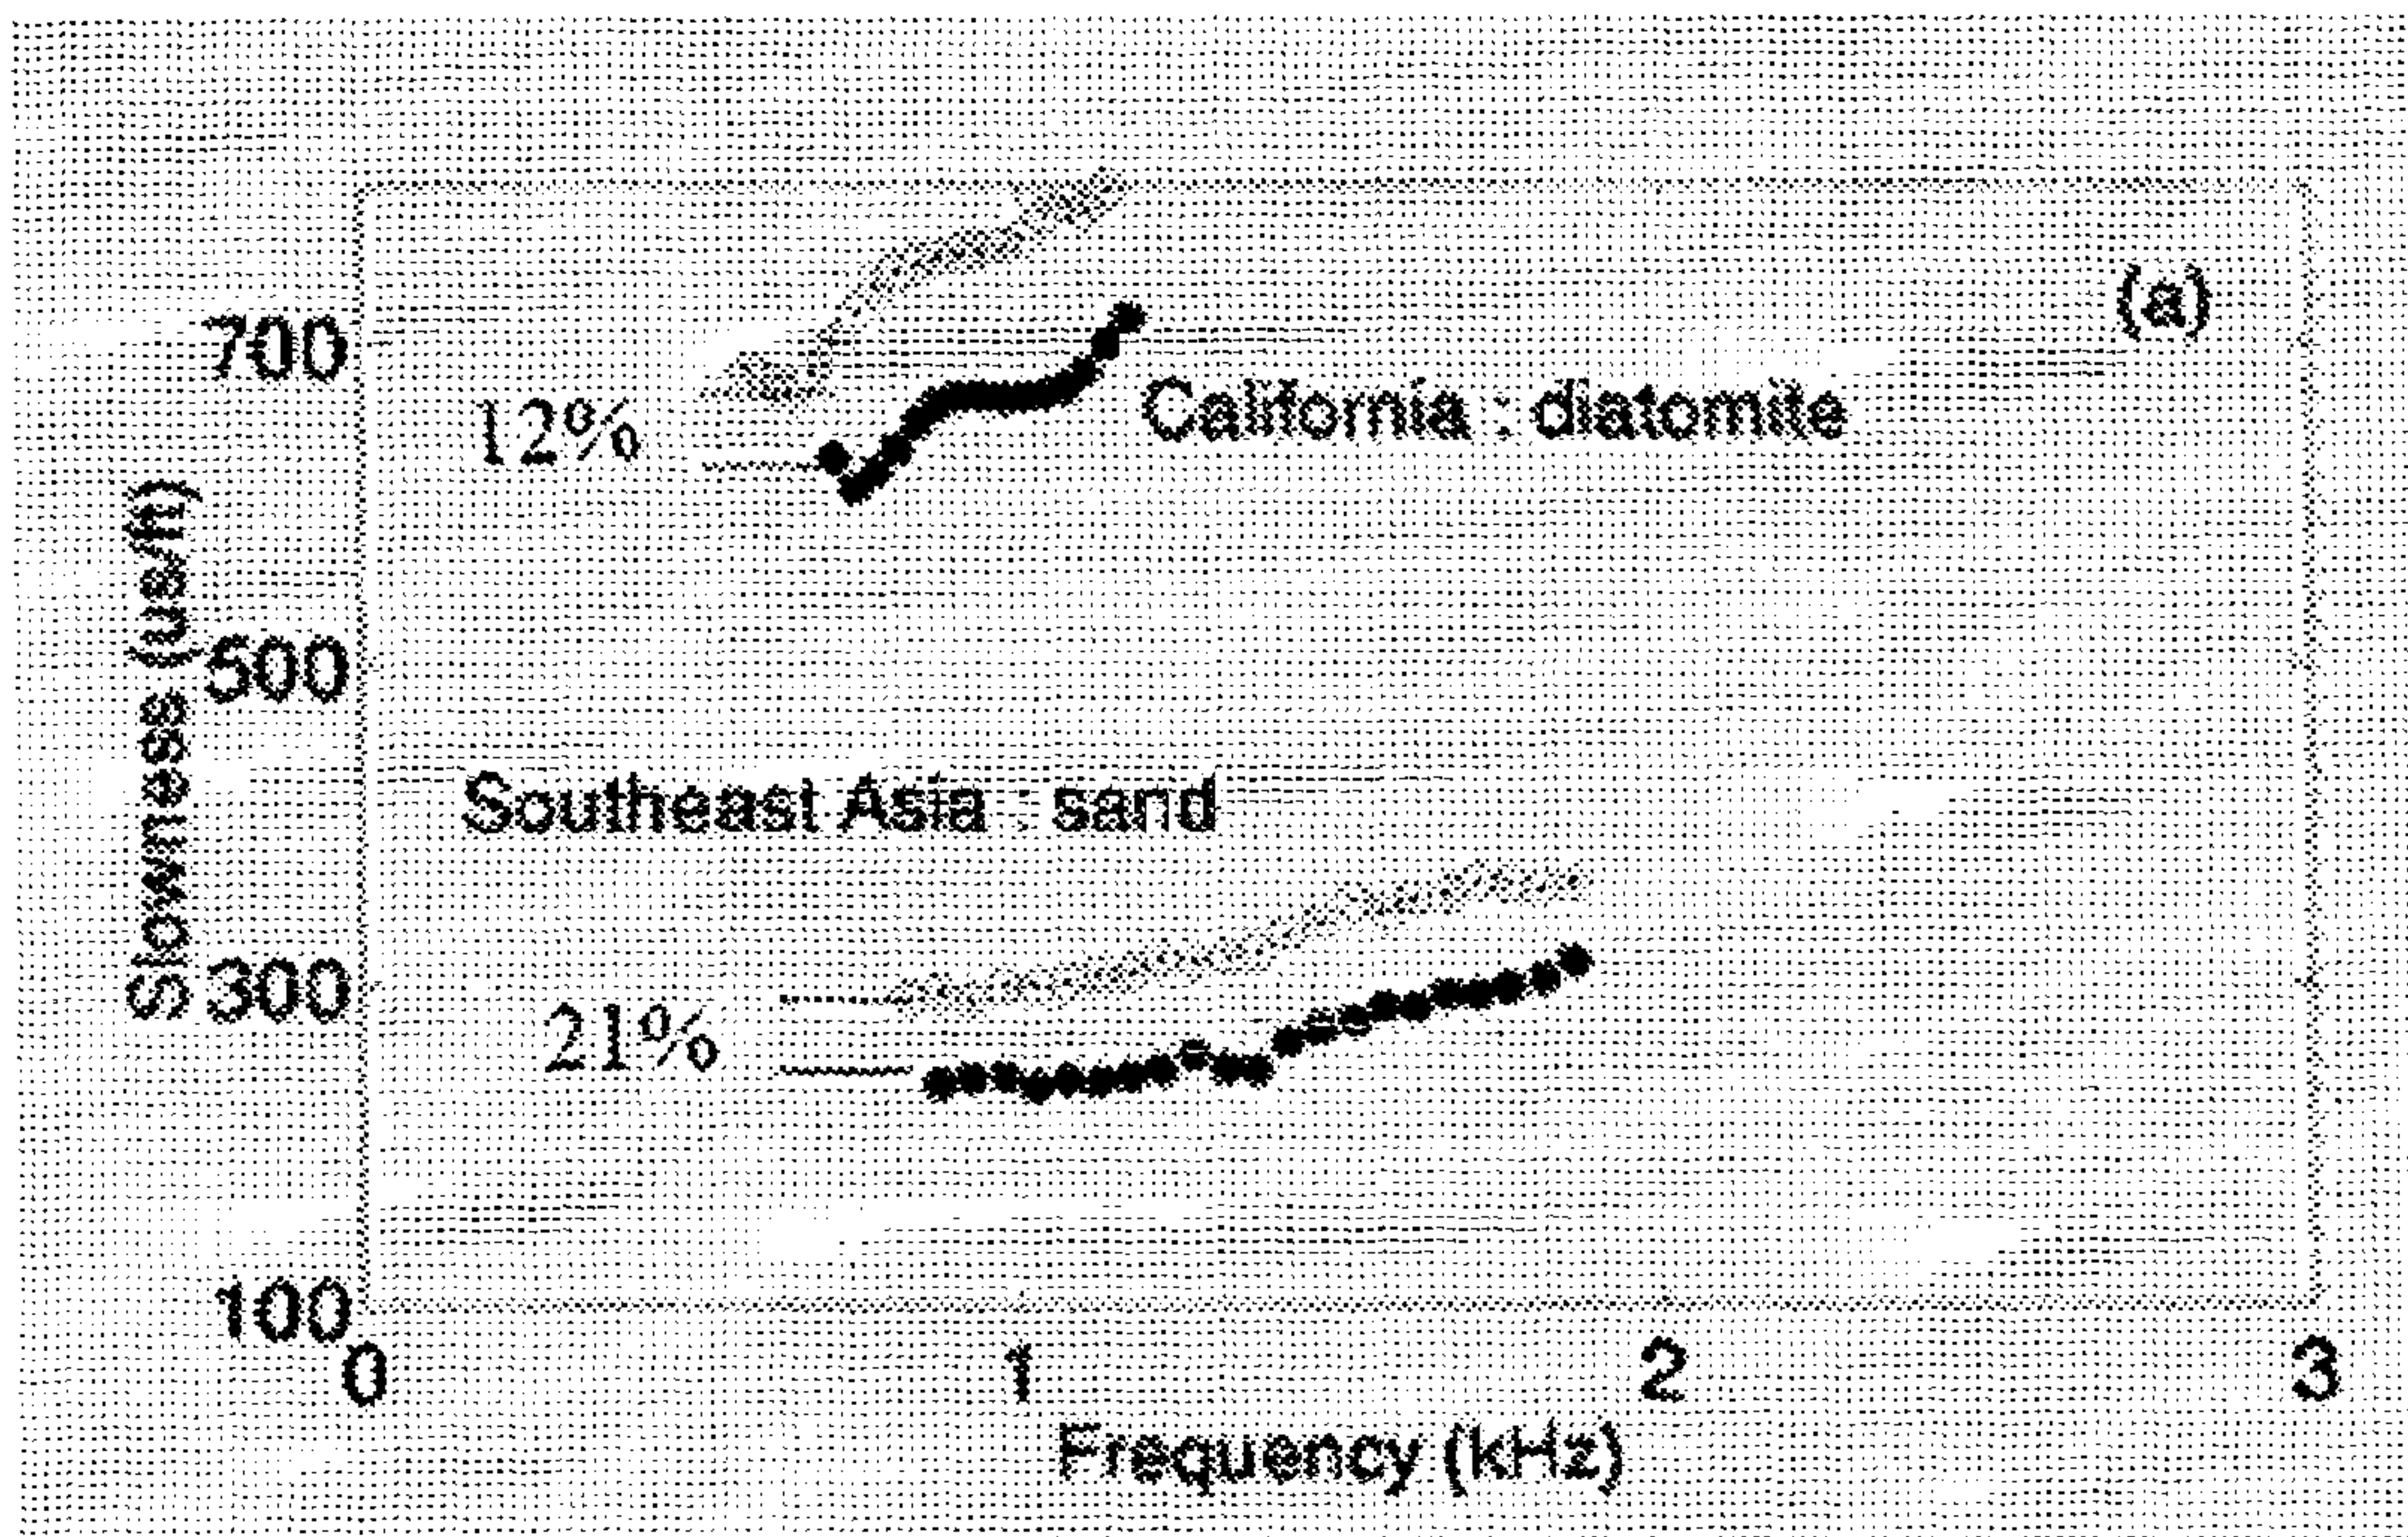 (a)
700
12%
California : diatomite
Slowness (us/ft)
500
Southeast Asia : sand
300
21%
100
0 1 2 3
Frequency (kHz)